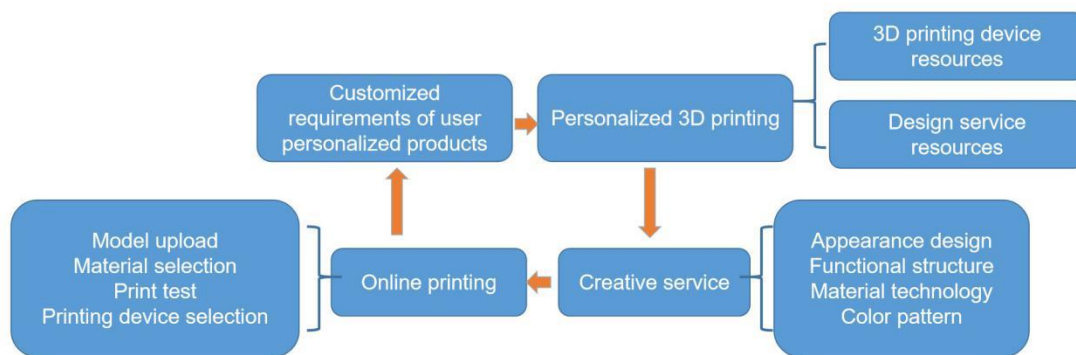 3D printing device
resources
Customized
requirements of user
personalized products
Personalized 3D printing
Design service
resources
Model upload
Material selection
Print test
Printing device selection
Online printing
Creative service
Appearance design
Functional structure
Material technology
Color pattern